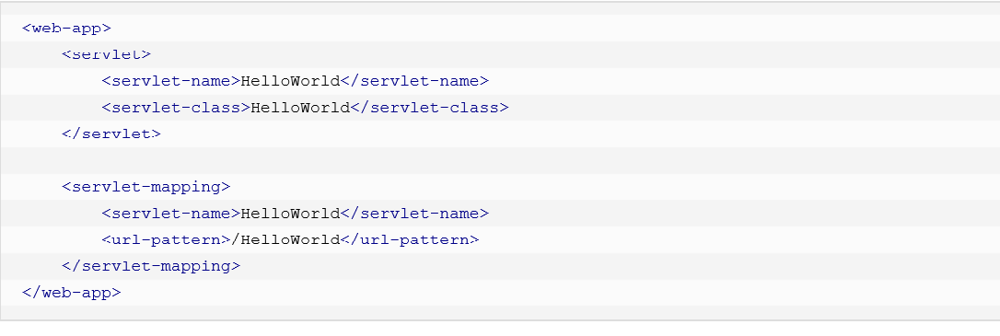 <web-app>
    <servlet>
        <servlet-name>HelloWorld</servlet-name>
        <servlet-class>HelloWorld</servlet-class>
    </servlet>

    <servlet-mapping>
        <servlet-name>HelloWorld</servlet-name>
        <url-pattern>/HelloWorld</url-pattern>
    </servlet-mapping>
</web-app>